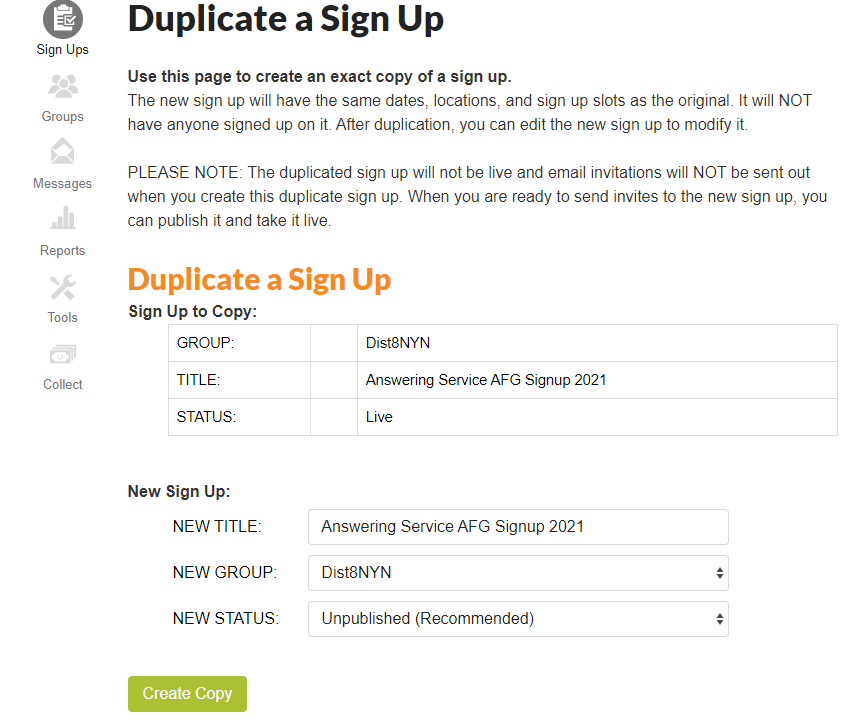 Duplicate a Sign Up
Sign Ups
Groups
Messages
Reports
Tools
Collect
Use this page to create an exact copy of a sign up.
The new sign up will have the same dates, locations, and sign up slots as the original. It will NOT
have anyone signed up on it. After duplication, you can edit the new sign up to modify it.
PLEASE NOTE: The duplicated sign up will not be live and email invitations will NOT be sent out
when you create this duplicate sign up. When you are ready to send invites to the new sign up, you
can publish it and take it live.
Duplicate a Sign Up
Sign Up to Copy:
GROUP: Dist8NYN
TITLE: Answering Service AFG Signup 2021
STATUS: Live
New Sign Up:
NEW TITLE: Answering Service AFG Signup 2021
NEW GROUP: Dist8NYN
NEW STATUS: Unpublished (Recommended)
Create Copy